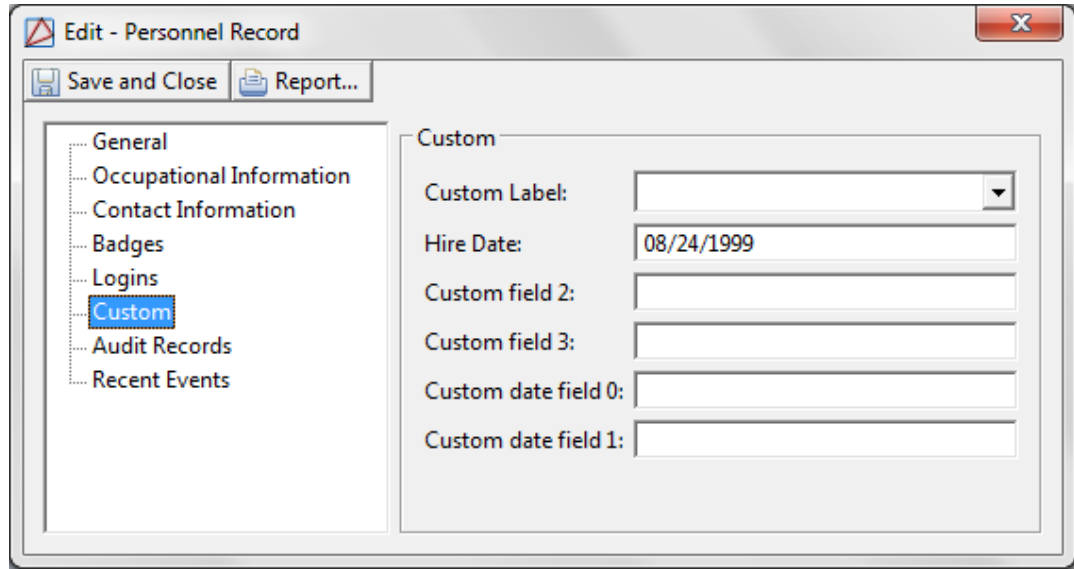 Edit - Personnel Record
Save and Close Report...
General
Occupational Information
Contact Information
Badges
Logins
Custom
Audit Records
Recent Events
Custom
Custom Label:
Hire Date: 08/24/1999
Custom field 2:
Custom field 3:
Custom date field 0:
Custom date field 1: